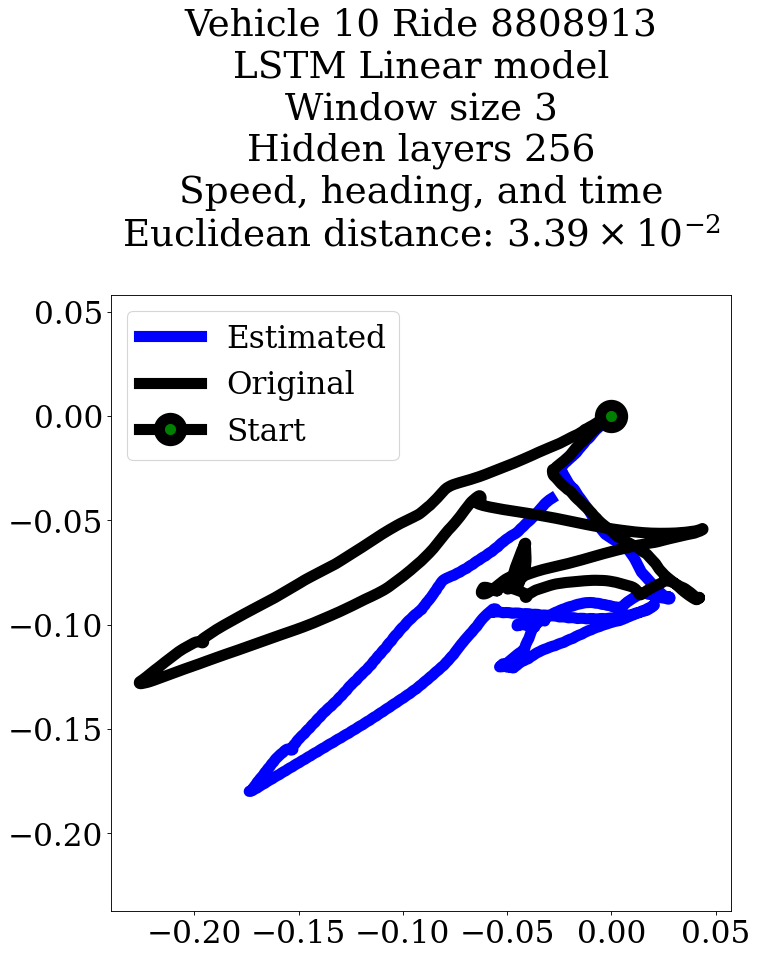 Vehicle 10 Ride 8808913
LSTM Linear model
Window size 3
Hidden layers 256
Speed, heading, and time
Euclidean distance: 3.39 × 10⁻²
Estimated
Original
Start
0.05
0.00
−0.05
−0.10
−0.15
−0.20
−0.20 −0.15 −0.10 −0.05 0.00 0.05